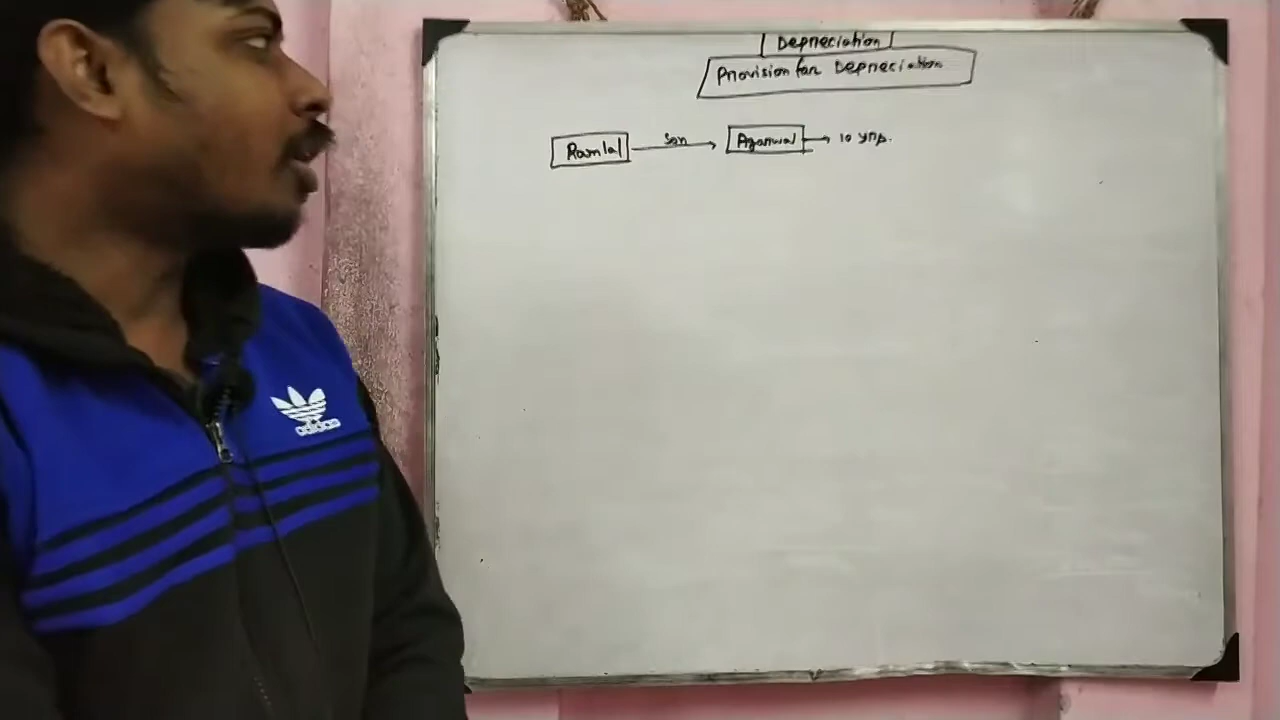 Depreciation
Provision for Depreciation
Ramlal son Agarwal 10 yrs.
adidas